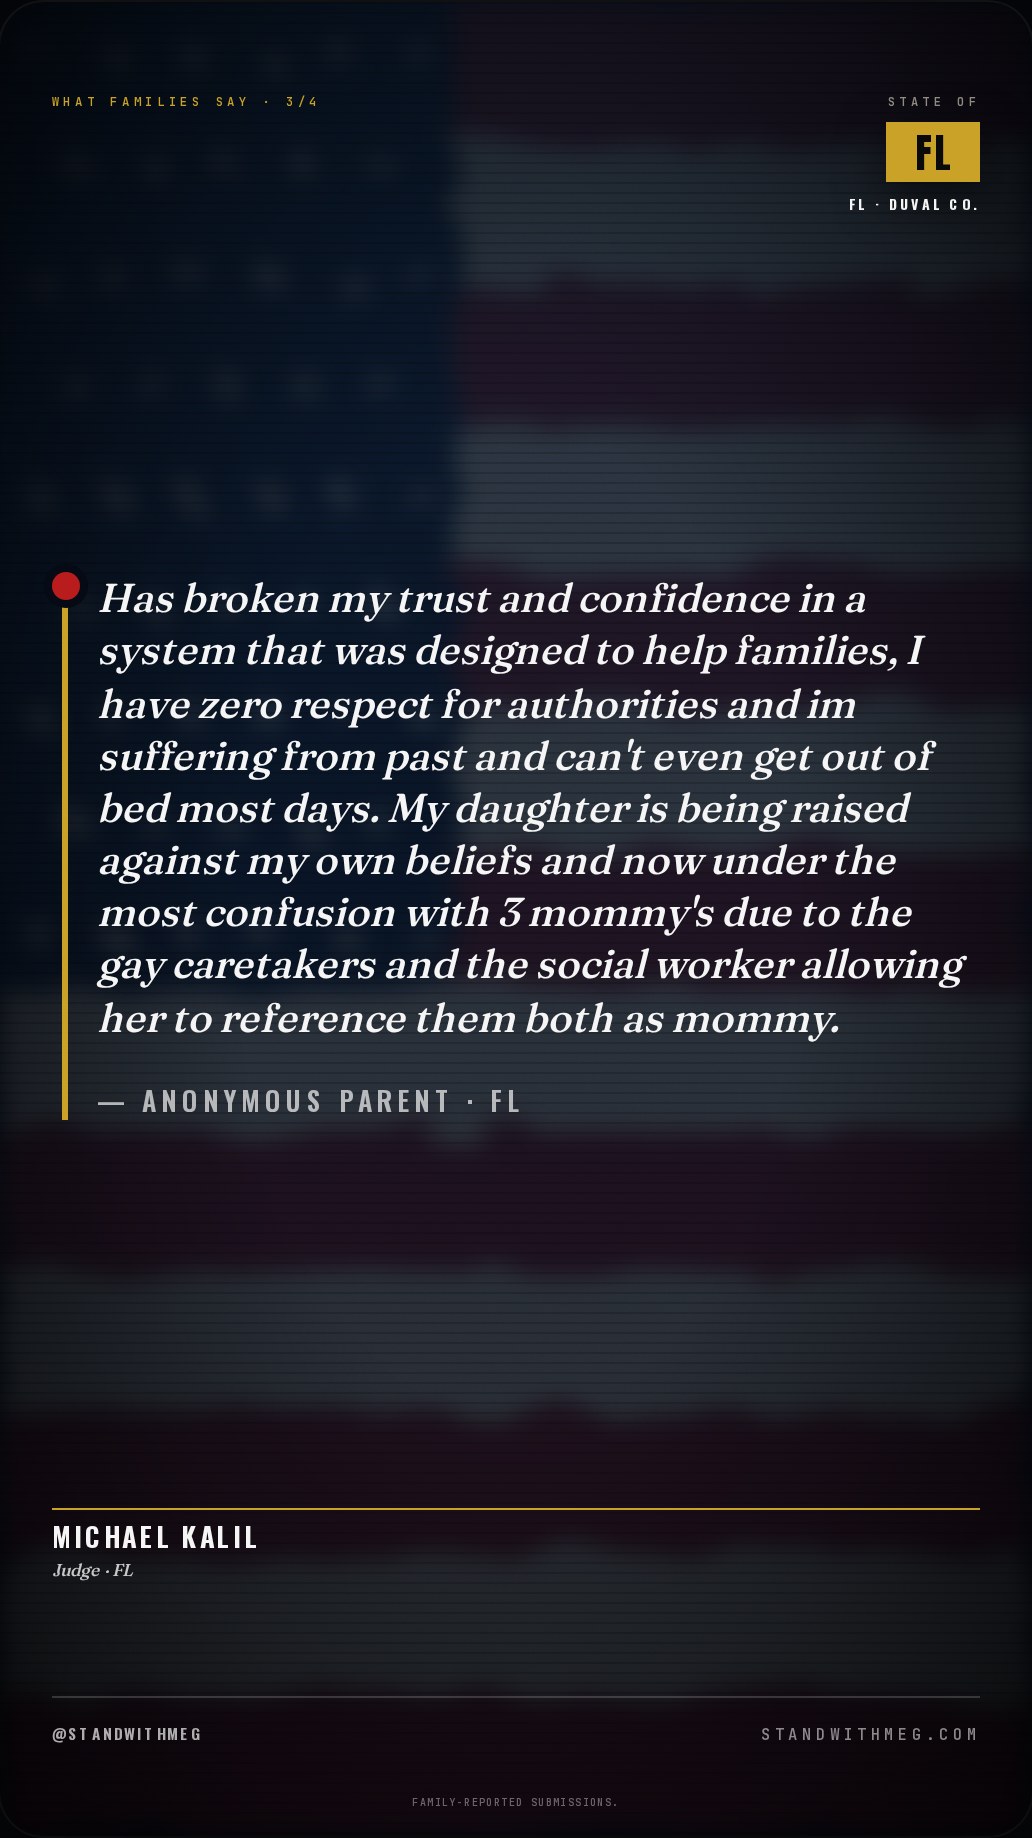 WHAT FAMILIES SAY · 3/4
STATE OF
FL
FL · DUVAL CO.
Has broken my trust and confidence in a
system that was designed to help families, I
have zero respect for authorities and im
suffering from past and can't even get out of
bed most days. My daughter is being raised
against my own beliefs and now under the
most confusion with 3 mommy's due to the
gay caretakers and the social worker allowing
her to reference them both as mommy.
— ANONYMOUS PARENT · FL
MICHAEL KALIL
Judge · FL
@STANDWITHMEG
STANDWITHMEG.COM
FAMILY-REPORTED SUBMISSIONS.